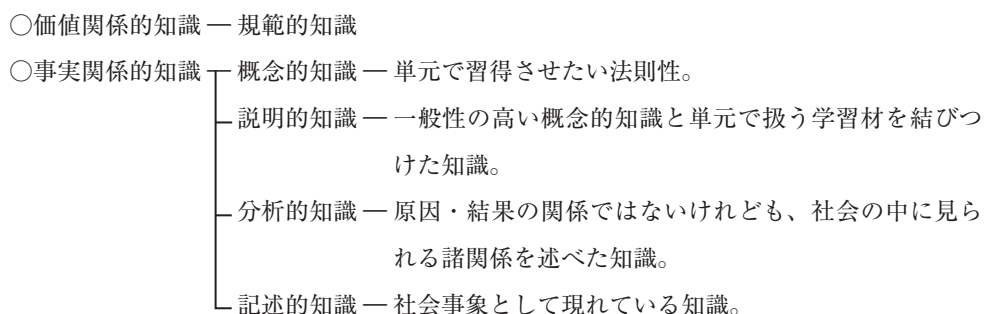 ○価値関係的知識 ― 規範的知識
○事実関係的知識 概念的知識 ― 単元で習得させたい法則性。
説明的知識 ― 一般性の高い概念的知識と単元で扱う学習材を結びつ
けた知識。
分析的知識 ― 原因・結果の関係ではないけれども、社会の中に見ら
れる諸関係を述べた知識。
記述的知識 ― 社会事象として現れている知識。